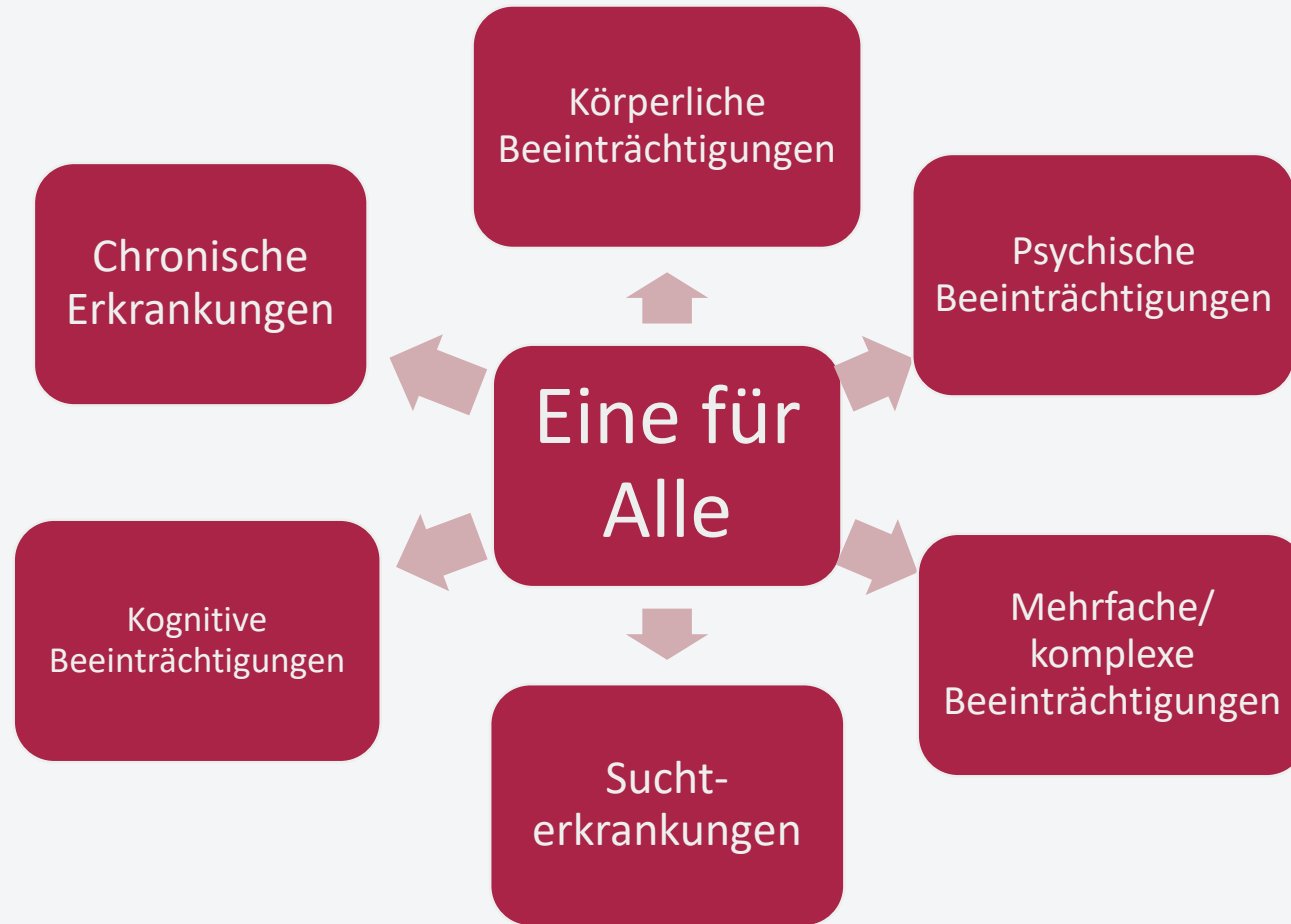 Körperliche
Beeinträchtigungen
Chronische
Erkrankungen
Psychische
Beeinträchtigungen
Eine für
Alle
Kognitive
Beeinträchtigungen
Mehrfache/
komplexe
Beeinträchtigungen
Sucht-
erkrankungen